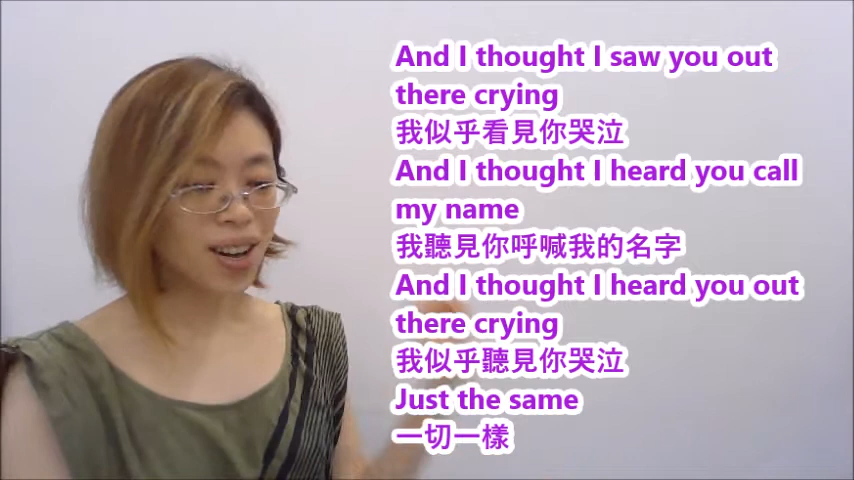 And I thought I saw you out
there crying
我似乎看見你哭泣
And I thought I heard you call
my name
我聽見你呼喊我的名字
And I thought I heard you out
there crying
我似乎聽見你哭泣
Just the same
一切一樣